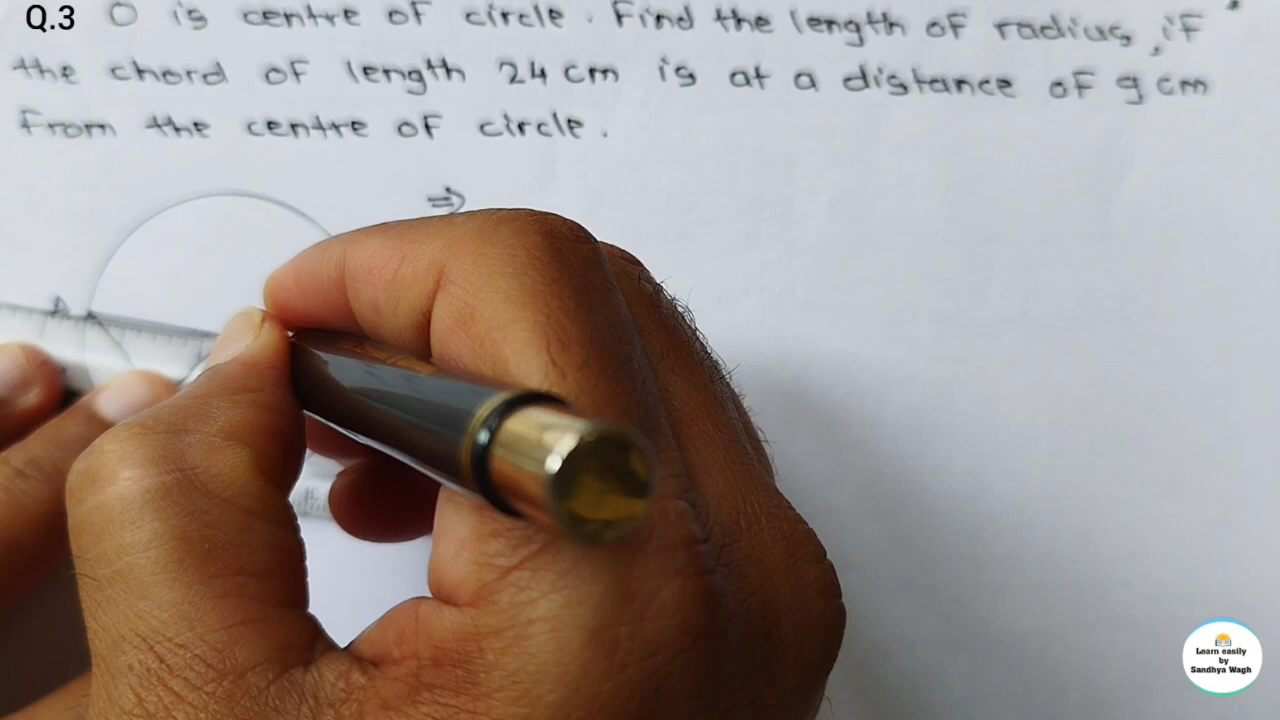 Q.3 O is centre of circle. Find the length of radius, if
the chord of length 24 cm is at a distance of 9 cm
from the centre of circle.
⇒
A
Learn easily
by
Sandhya Wagh